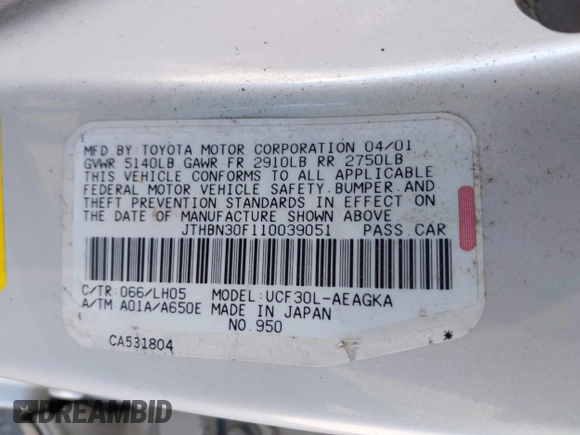 MFD. BY TOYOTA MOTOR CORPORATION 04/01
GVWR 5140LB GAWR FR 2910LB RR 2750LB
THIS VEHICLE CONFORMS TO ALL APPLICABLE
FEDERAL MOTOR VEHICLE SAFETY, BUMPER AND
THEFT PREVENTION STANDARDS IN EFFECT ON
THE DATE OF MANUFACTURE SHOWN ABOVE.
JTHBN30F110039051 PASS. CAR
C/TR: 066/LH05 MODEL: UCF30L-AEAGKA
A/TM A01A/A650E MADE IN JAPAN
NO. 950
CA531804 *
DREAMBID